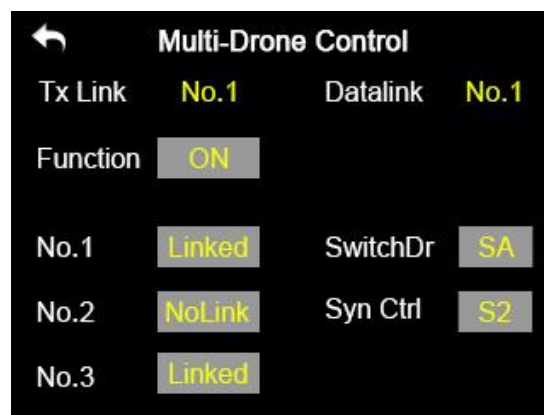 Multi-Drone Control
Tx Link No.1 Datalink No.1
Function ON
No.1 Linked SwitchDr SA
No.2 NoLink Syn Ctrl S2
No.3 Linked